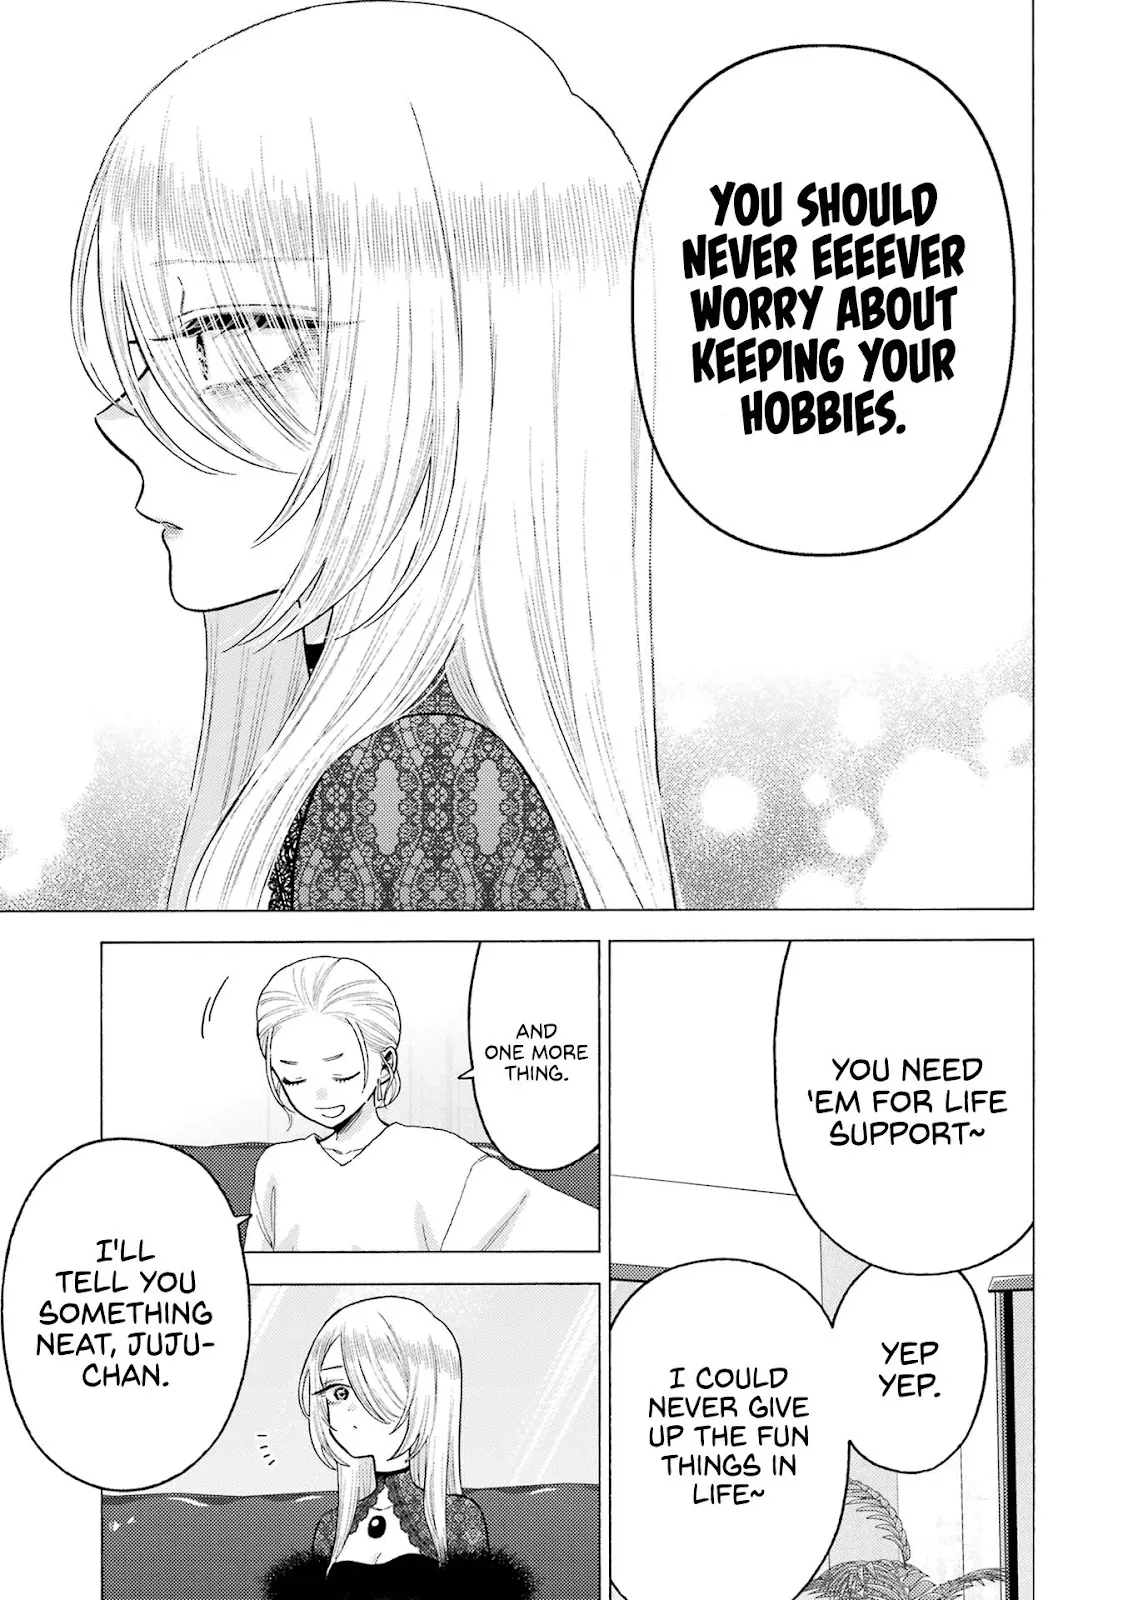 YOU SHOULD
NEVER EEEEVER
WORRY ABOUT
KEEPING YOUR
HOBBIES.
YOU NEED
'EM FOR LIFE
SUPPORT~
YEP
YEP.
I COULD
NEVER GIVE
UP THE FUN
THINGS IN
LIFE~
AND
ONE MORE
THING.
I'LL
TELL YOU
SOMETHING
NEAT, JUJU-
CHAN.